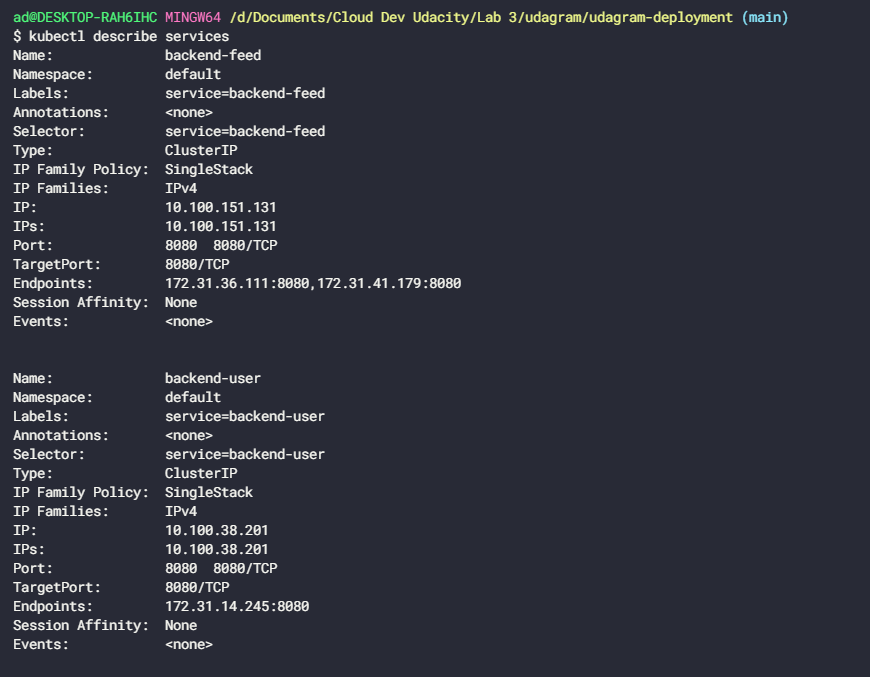 ad@DESKTOP-RAH6IHC MINGW64 /d/Documents/Cloud Dev Udacity/Lab 3/udagram/udagram-deployment (main)
$ kubectl describe services
Name:              backend-feed
Namespace:         default
Labels:            service=backend-feed
Annotations:       <none>
Selector:          service=backend-feed
Type:              ClusterIP
IP Family Policy:  SingleStack
IP Families:       IPv4
IP:                10.100.151.131
IPs:               10.100.151.131
Port:              8080  8080/TCP
TargetPort:        8080/TCP
Endpoints:         172.31.36.111:8080,172.31.41.179:8080
Session Affinity:  None
Events:            <none>
Name:              backend-user
Namespace:         default
Labels:            service=backend-user
Annotations:       <none>
Selector:          service=backend-user
Type:              ClusterIP
IP Family Policy:  SingleStack
IP Families:       IPv4
IP:                10.100.38.201
IPs:               10.100.38.201
Port:              8080  8080/TCP
TargetPort:        8080/TCP
Endpoints:         172.31.14.245:8080
Session Affinity:  None
Events:            <none>